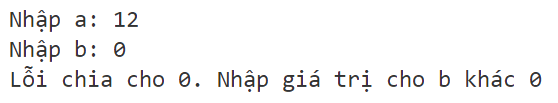 Nhập a: 12
Nhập b: 0
Lỗi chia cho 0. Nhập giá trị cho b khác 0